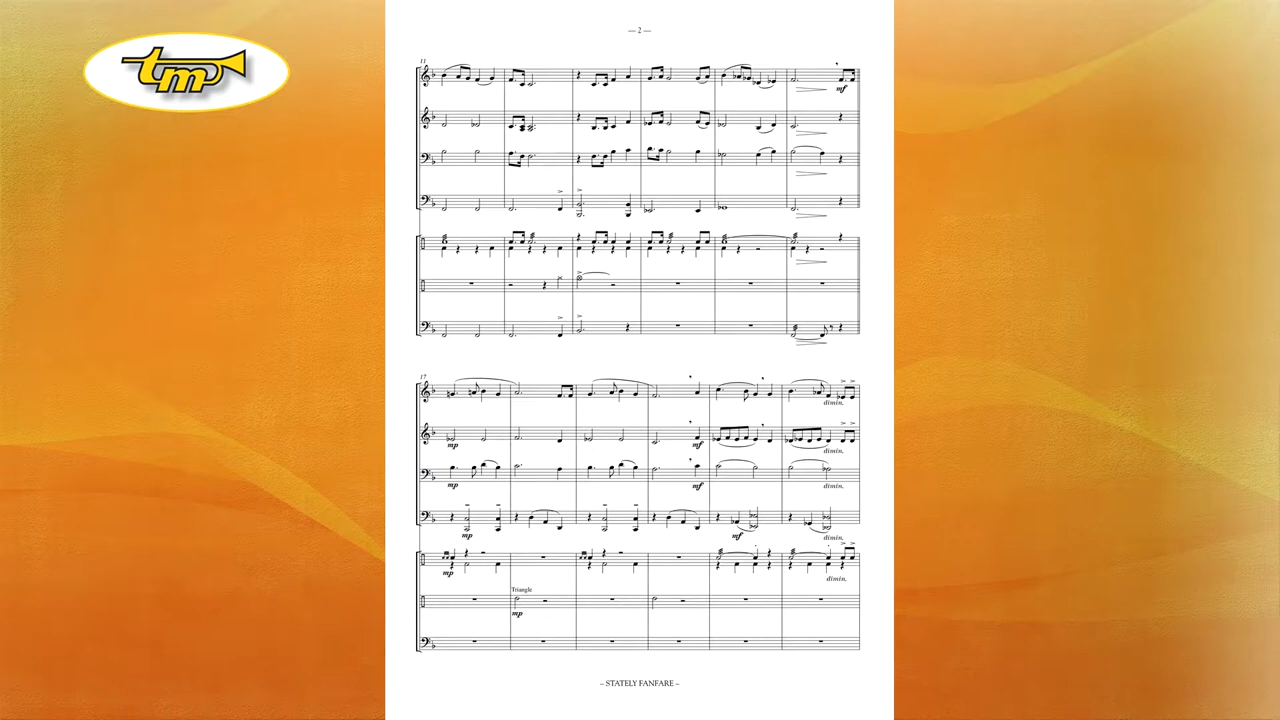 — 2 —
tm
11
mf
17
mp
mf
dimin.
mp
mf
dimin.
mp
mf
dimin.
mp
dimin.
Triangle
mp
dimin.
– STATELY FANFARE –